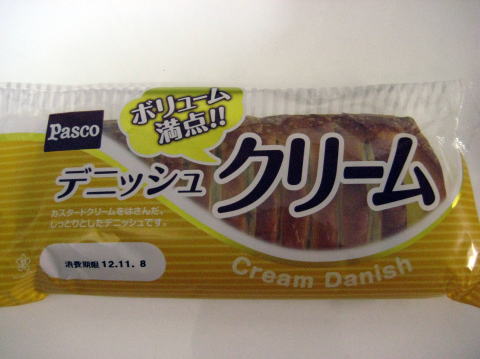 Pasco
ボリューム
満点!!
デニッシュ
クリーム
カスタードクリームをはさんだ、
しっとりとしたデニッシュです。
消費期限 12.11. 8
Cream Danish